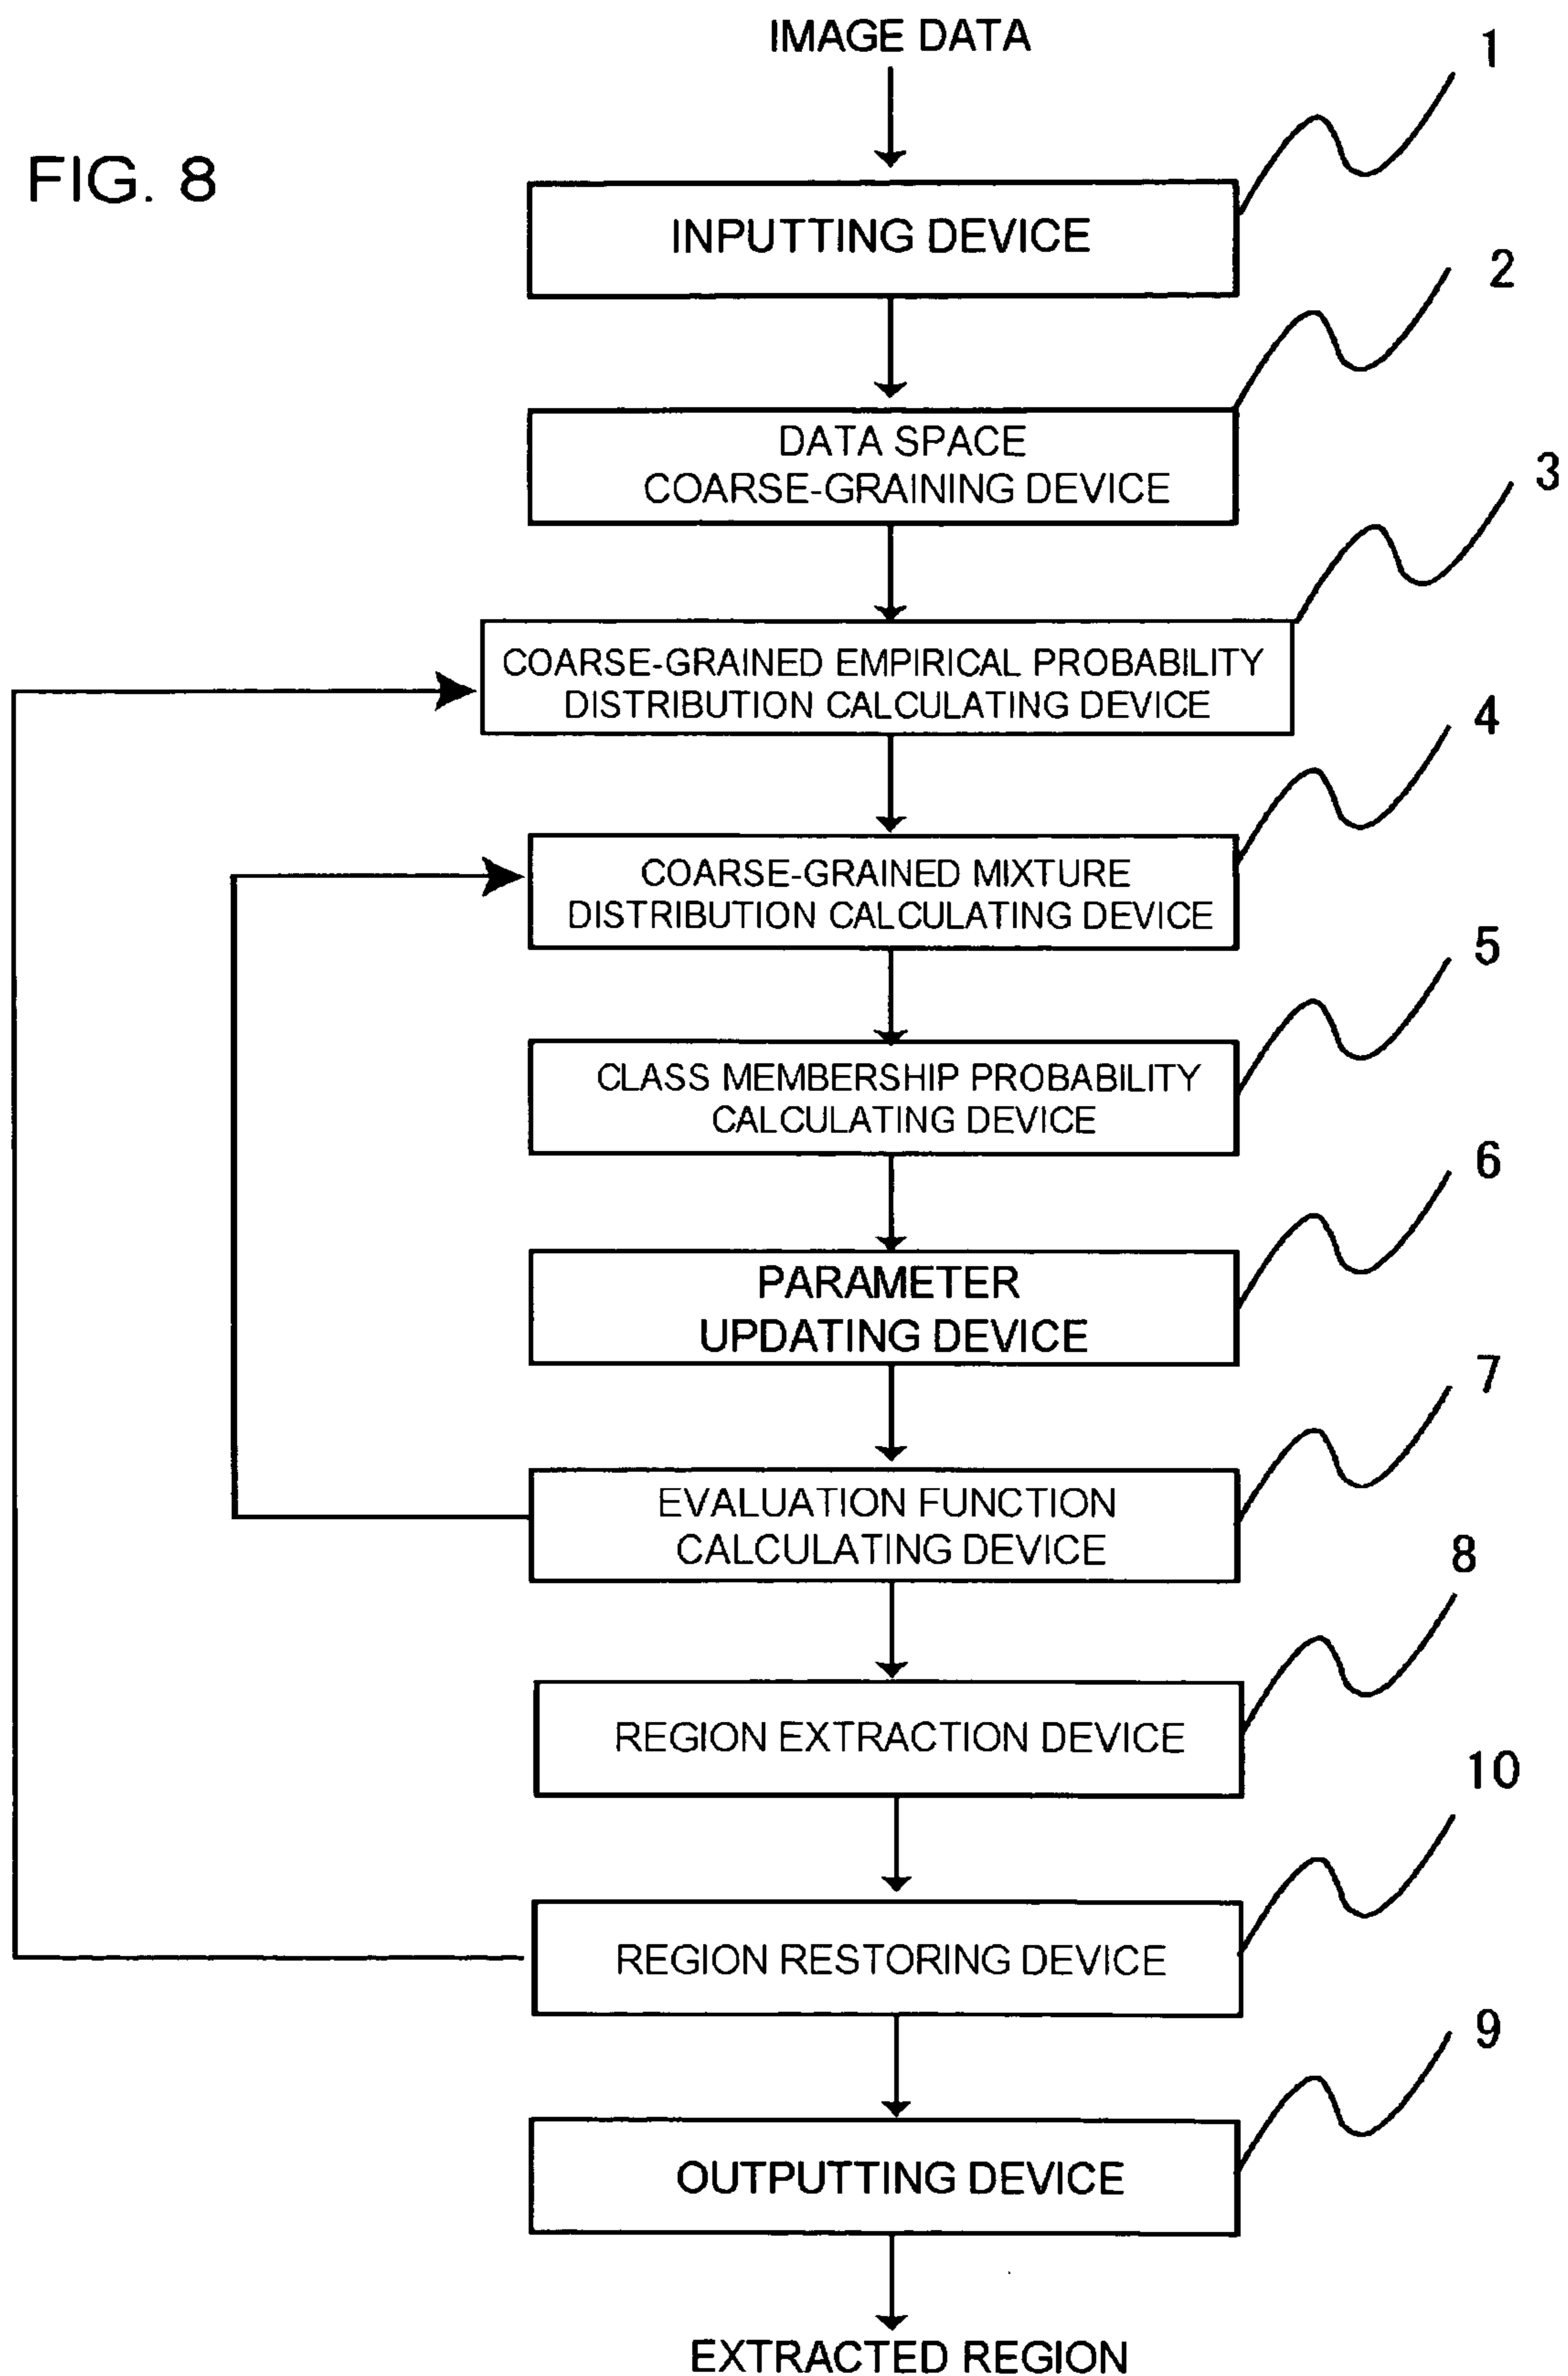 IMAGE DATA
1
FIG. 8
INPUTTING DEVICE
2
DATA SPACE
COARSE-GRAINING DEVICE
3
COARSE-GRAINED EMPIRICAL PROBABILITY
DISTRIBUTION CALCULATING DEVICE
4
COARSE-GRAINED MIXTURE
DISTRIBUTION CALCULATING DEVICE
5
CLASS MEMBERSHIP PROBABILITY
CALCULATING DEVICE
6
PARAMETER
UPDATING DEVICE
7
EVALUATION FUNCTION
CALCULATING DEVICE
8
REGION EXTRACTION DEVICE
10
REGION RESTORING DEVICE
9
OUTPUTTING DEVICE
EXTRACTED REGION